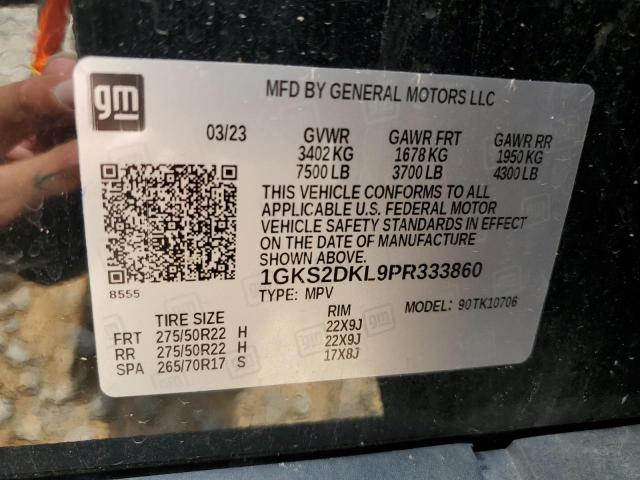 gm
MFD BY GENERAL MOTORS LLC
03/23 GVWR GAWR FRT GAWR RR
3402 KG 1678 KG 1950 KG
7500 LB 3700 LB 4300 LB
THIS VEHICLE CONFORMS TO ALL
APPLICABLE U.S. FEDERAL MOTOR
VEHICLE SAFETY STANDARDS IN EFFECT
ON THE DATE OF MANUFACTURE
SHOWN ABOVE.
1GKS2DKL9PR333860
8555 TYPE: MPV MODEL: 90TK10706
TIRE SIZE RIM
FRT 275/50R22 H 22X9J
RR 275/50R22 H 22X9J
SPA 265/70R17 S 17X8J